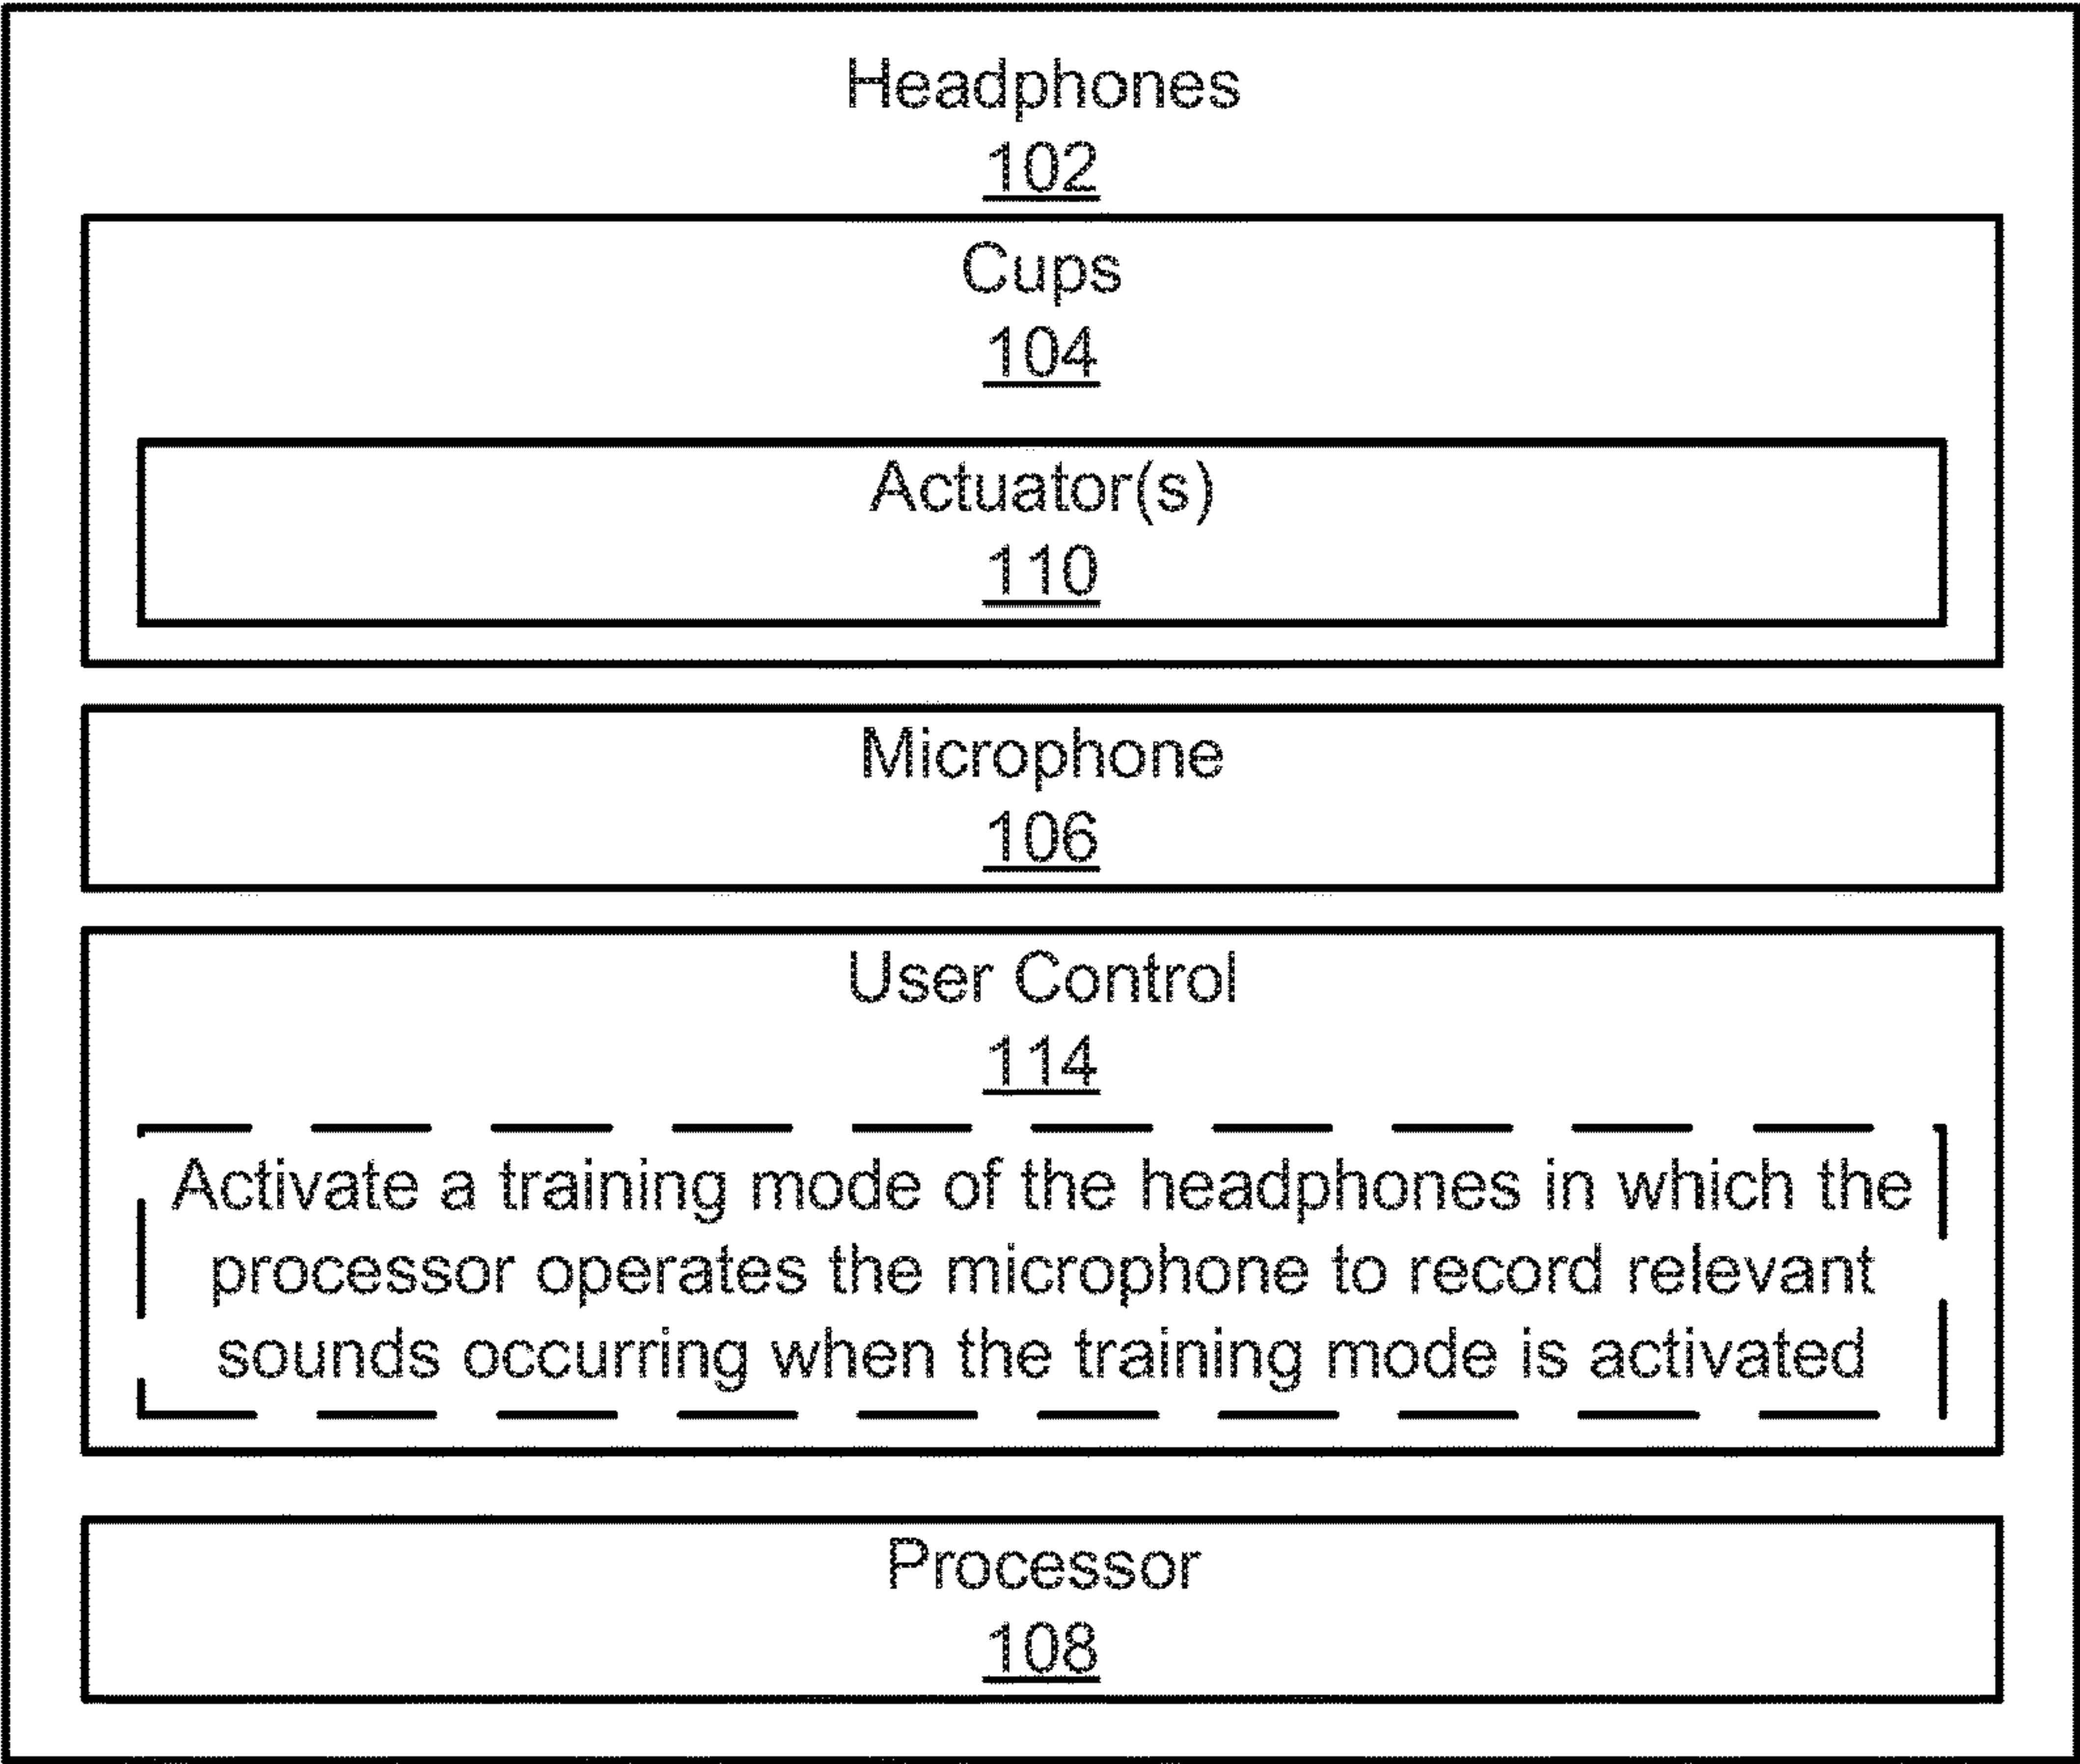 Headphones
102
Cups
104
Actuator(s)
110
Microphone
106
User Control
114
Activate a training mode of the headphones in which the
processor operates the microphone to record relevant
sounds occurring when the training mode is activated
Processor
108